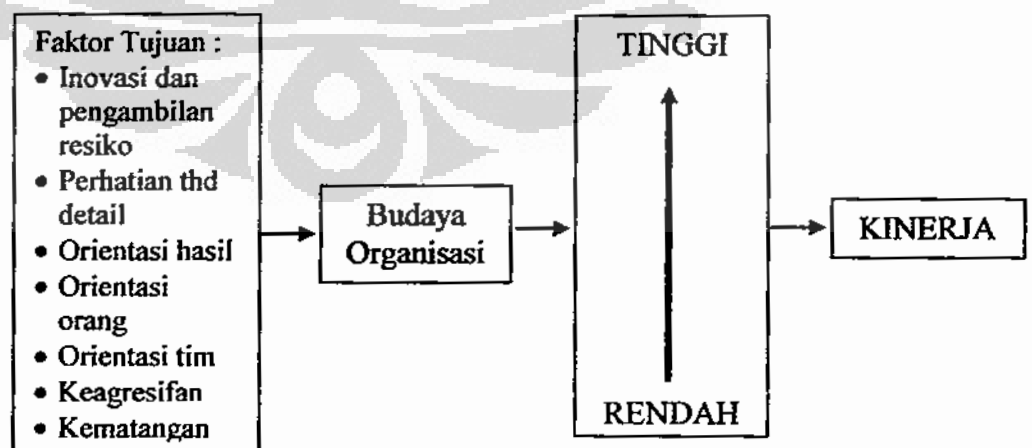 Faktor Tujuan :
• Inovasi dan
pengambilan
resiko
• Perhatian thd
detail
• Orientasi hasil
• Orientasi
orang
• Orientasi tim
• Keagresifan
• Kematangan
Budaya
Organisasi
TINGGI
RENDAH
KINERJA